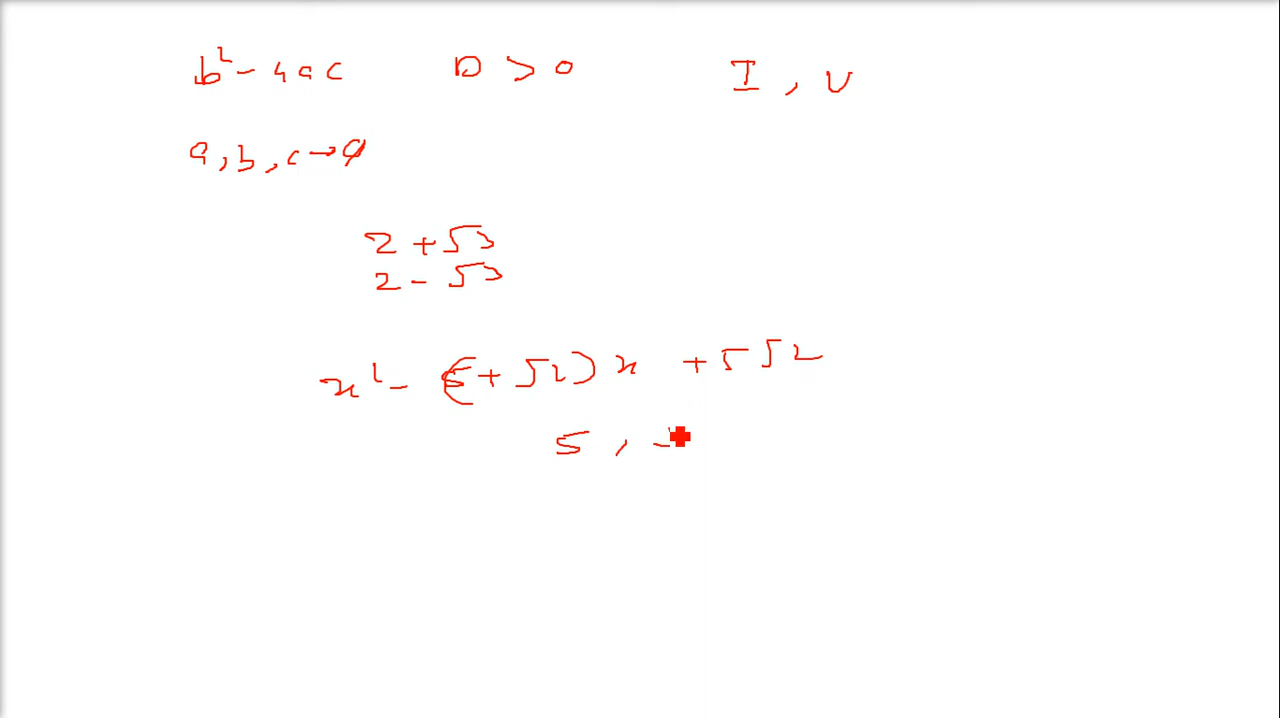 b² - 4ac D > 0 I, U
a, b, c → Q
2 + √3
2 - √3
x² - (5 + √2) x + 5√2
5,